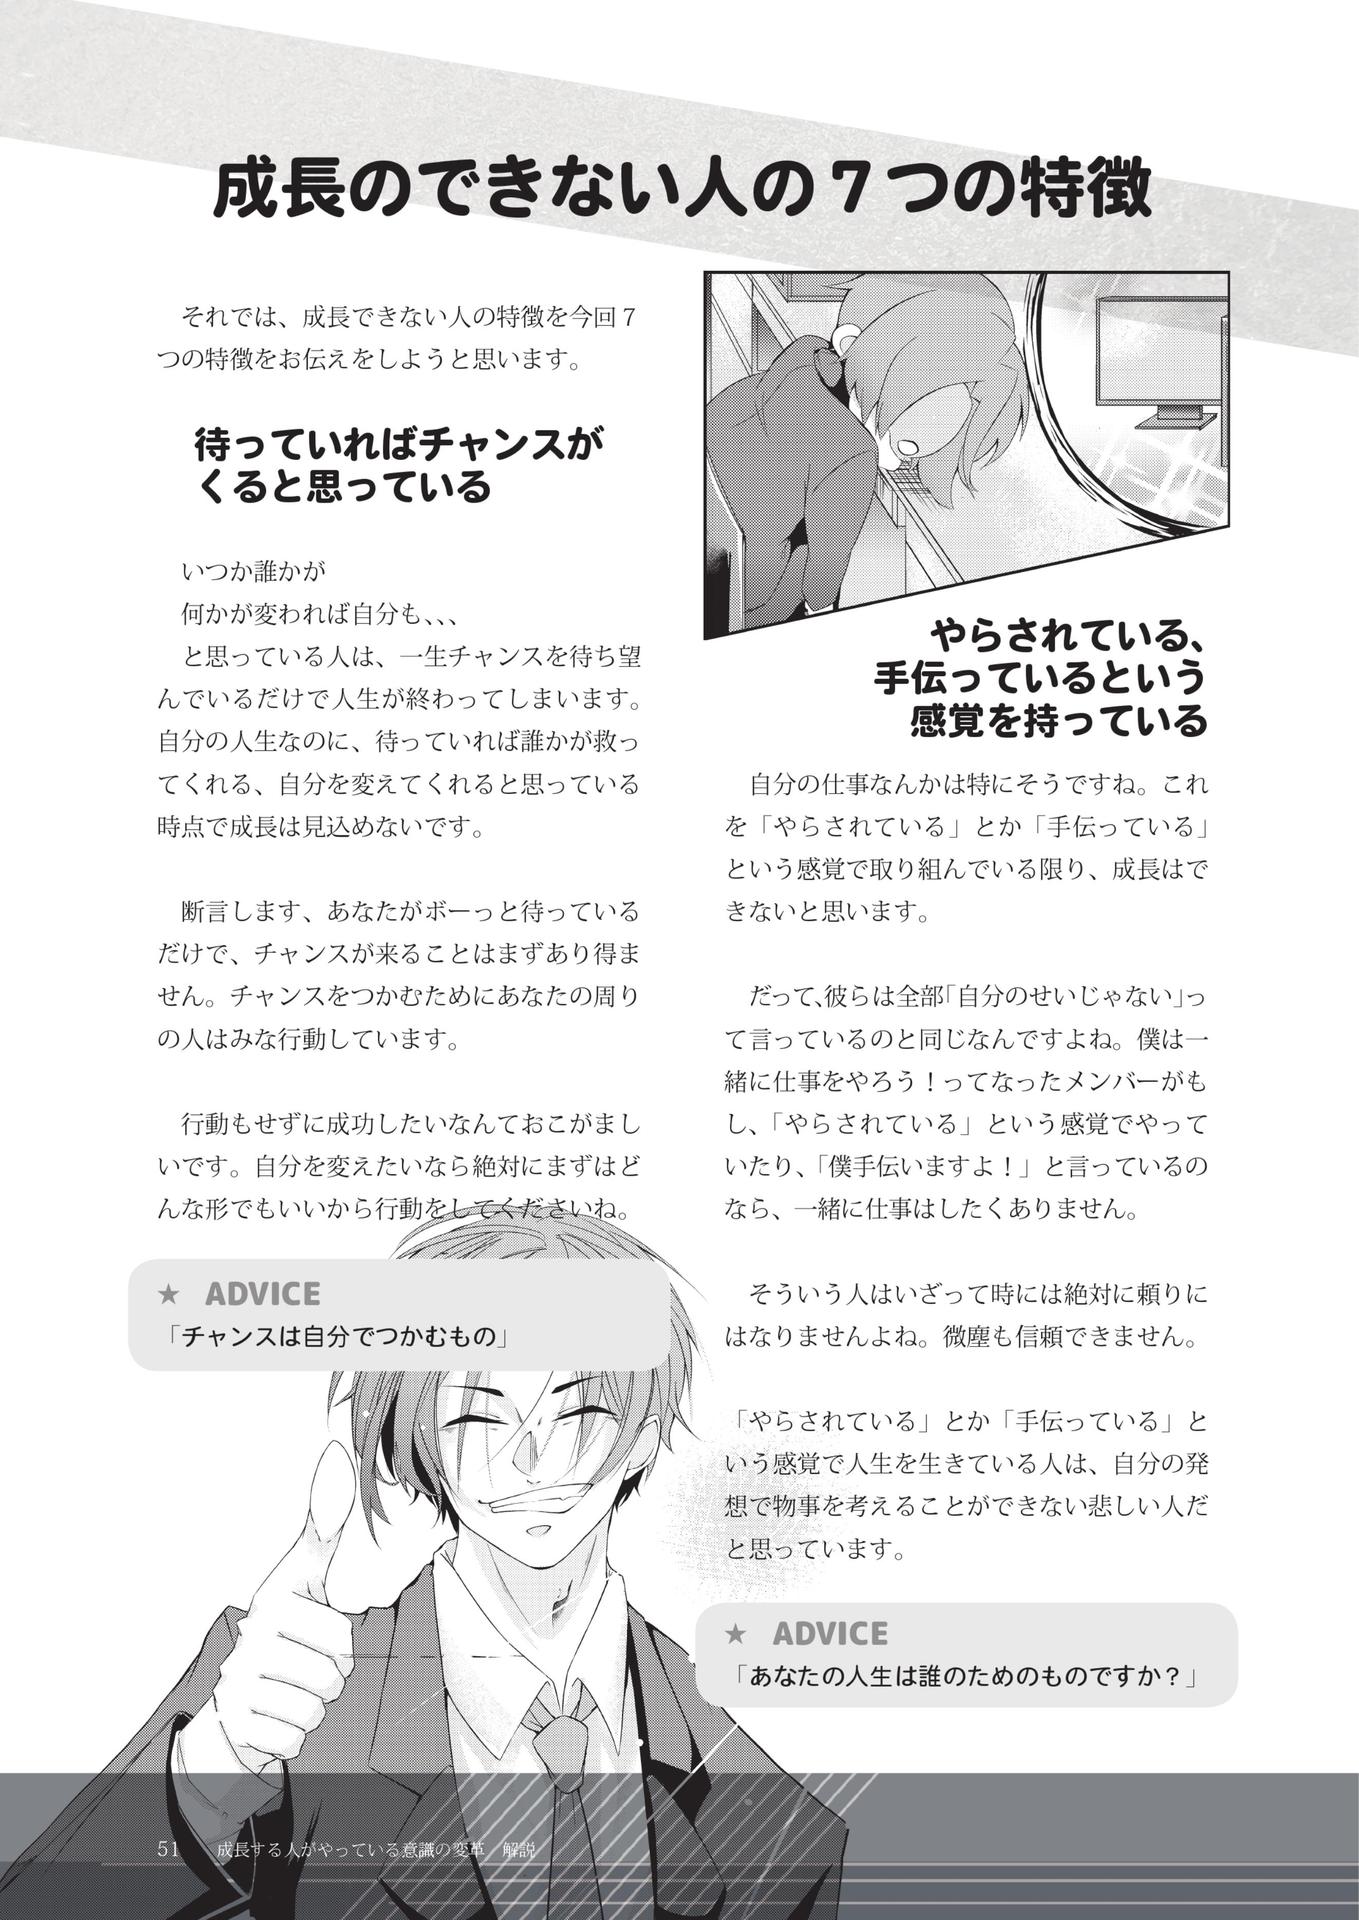 成長のできない人の７つの特徴
それでは、成長できない人の特徴を今回７
つの特徴をお伝えをしようと思います。
待っていればチャンスが
くると思っている
いつか誰かが
何かが変われば自分も、、、
と思っている人は、一生チャンスを待ち望
んでいるだけで人生が終わってしまいます。
自分の人生なのに、待っていれば誰かが救っ
てくれる、自分を変えてくれると思っている
時点で成長は見込めないです。
断言します、あなたがボーっと待っている
だけで、チャンスが来ることはまずあり得ま
せん。チャンスをつかむためにあなたの周り
の人はみな行動しています。
行動もせずに成功したいなんておこがまし
いです。自分を変えたいなら絶対にまずはど
んな形でもいいから行動をしてくださいね。
★ ADVICE
「チャンスは自分でつかむもの」
やらされている、
手伝っているという
感覚を持っている
自分の仕事なんかは特にそうですね。これ
を「やらされている」とか「手伝っている」
という感覚で取り組んでいる限り、成長はで
きないと思います。
だって、彼らは全部「自分のせいじゃない」っ
て言っているのと同じなんですよね。僕は一
緒に仕事をやろう！ってなったメンバーがも
し、「やらされている」という感覚でやって
いたり、「僕手伝いますよ！」と言っているの
なら、一緒に仕事はしたくありません。
そういう人はいざって時には絶対に頼りに
はなりませんよね。微塵も信頼できません。
「やらされている」とか「手伝っている」と
いう感覚で人生を生きている人は、自分の発
想で物事を考えることができない悲しい人だ
と思っています。
★ ADVICE
「あなたの人生は誰のためのものですか？」
51 成長する人がやっている意識の変革　解説